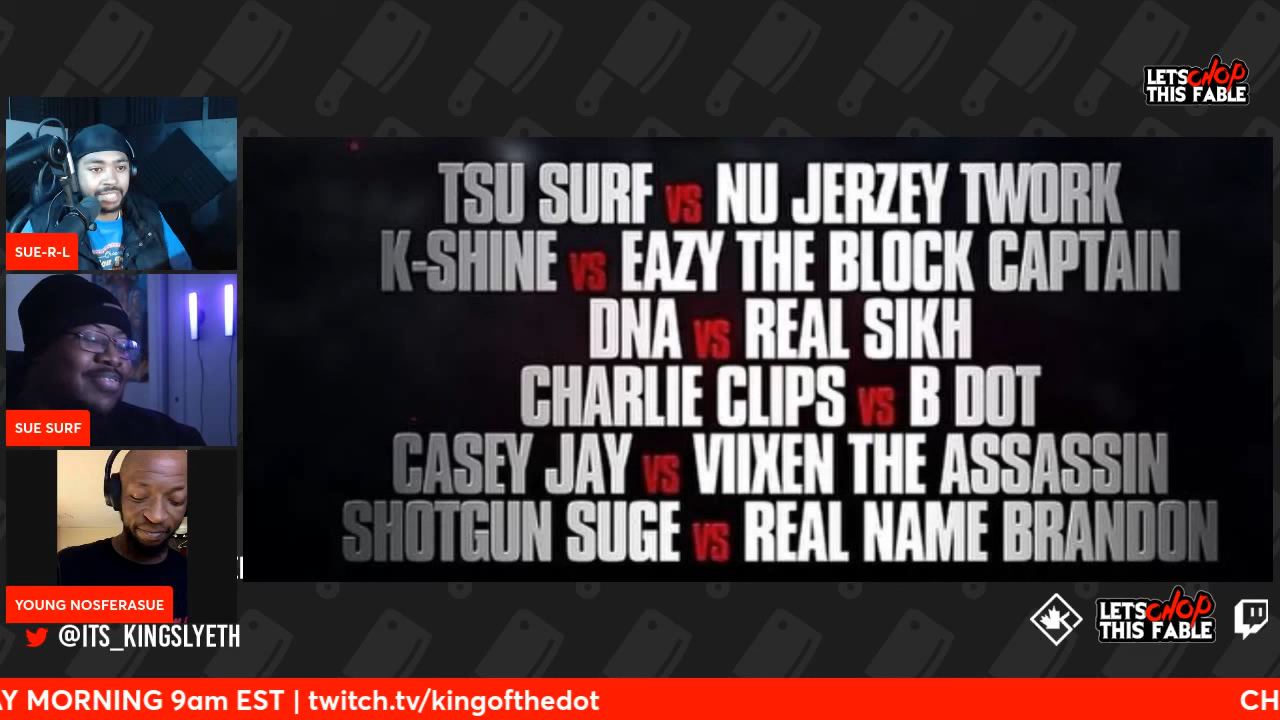 LETS CHOP
THIS FABLE
SUE-R-L
SUE SURF
YOUNG NOSFERASUE
@ITS_KINGSLYETH
TSU SURF VS NU JERZEY TWORK
K-SHINE VS EAZY THE BLOCK CAPTAIN
DNA VS REAL SIKH
CHARLIE CLIPS VS B DOT
CASEY JAY VS VIIXEN THE ASSASSIN
SHOTGUN SUGE VS REAL NAME BRANDON
LETS CHOP
THIS FABLE
AY MORNING 9am EST | twitch.tv/kingofthedot
CH